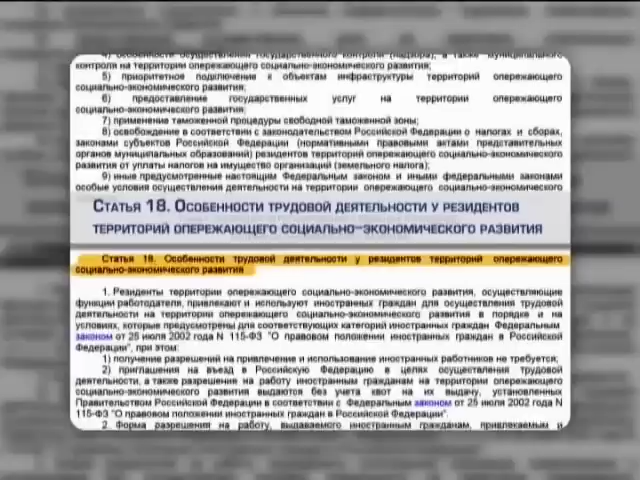 4) особенности осуществления государственного контроля (надзора), а также муниципального
контроля на территории опережающего социально-экономического развития;
5) приоритетное подключение к объектам инфраструктуры территорий опережающего
социально-экономического развития;
6) предоставление государственных услуг на территории опережающего
социально-экономического развития;
7) применение таможенной процедуры свободной таможенной зоны;
8) освобождение в соответствии с законодательством Российской Федерации о налогах и сборах,
законами субъектов Российской Федерации (нормативными правовыми актами представительных
органов муниципальных образований) резидентов территорий опережающего социально-экономического
развития от уплаты налогов на имущество организаций (земельного налога);
9) иные предусмотренные настоящим Федеральным законом и иными федеральными законами
особые условия осуществления деятельности на территории опережающего социально-экономического
Статья 18. Особенности трудовой деятельности у резидентов
территорий опережающего социально-экономического развития
Статья 18. Особенности трудовой деятельности у резидентов территорий опережающего
социально-экономического развития
1. Резиденты территории опережающего социально-экономического развития, осуществляющие
функции работодателя, привлекают и используют иностранных граждан для осуществления трудовой
деятельности на территории опережающего социально-экономического развития в порядке и на
условиях, которые предусмотрены для соответствующих категорий иностранных граждан Федеральным
законом от 25 июля 2002 года N 115-ФЗ "О правовом положении иностранных граждан в Российской
Федерации", при этом:
1) получение разрешений на привлечение и использование иностранных работников не требуется;
2) приглашения на въезд в Российскую Федерацию в целях осуществления трудовой
деятельности, а также разрешения на работу иностранным гражданам на территории опережающего
социально-экономического развития выдаются без учета квот на их выдачу, установленных
Правительством Российской Федерации в соответствии с Федеральным законом от 25 июля 2002 года N
115-ФЗ "О правовом положении иностранных граждан в Российской Федерации".
2. Форма разрешения на работу, выдаваемого иностранным гражданам, привлекаемым и